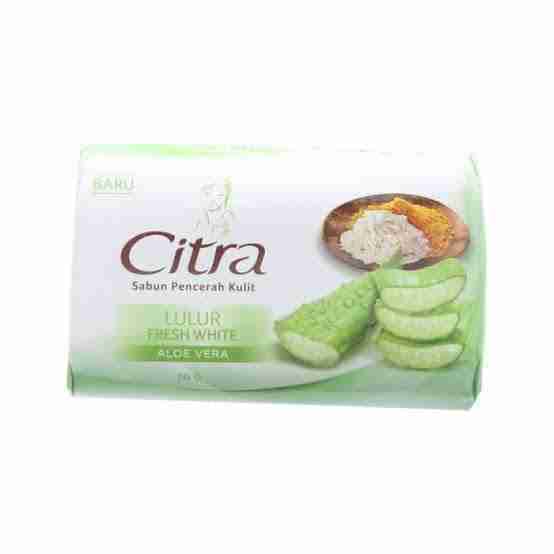 BARU
Citra
Sabun Pencerah Kulit
LULUR
FRESH WHITE
ALOE VERA